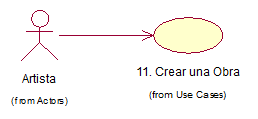 Artista
(from Actors)
11. Crear una Obra
(from Use Cases)